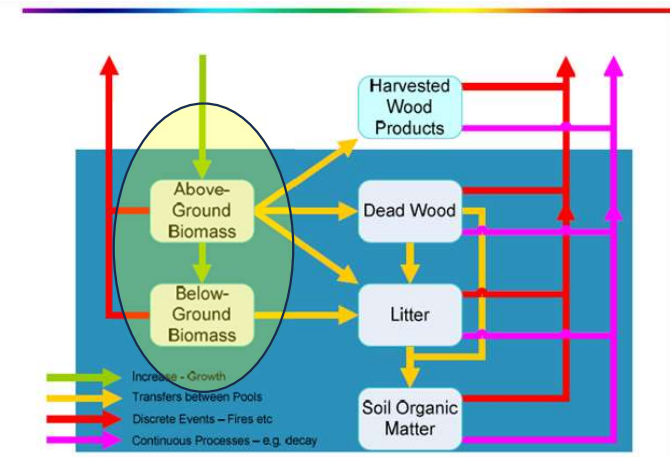 Harvested
Wood
Products
Above-
Ground
Biomass
Dead Wood
Below-
Ground
Biomass
Litter
Increase - Growth
Transfers between Pools
Discrete Events – Fires etc
Continuous Processes – e.g. decay
Soil Organic
Matter